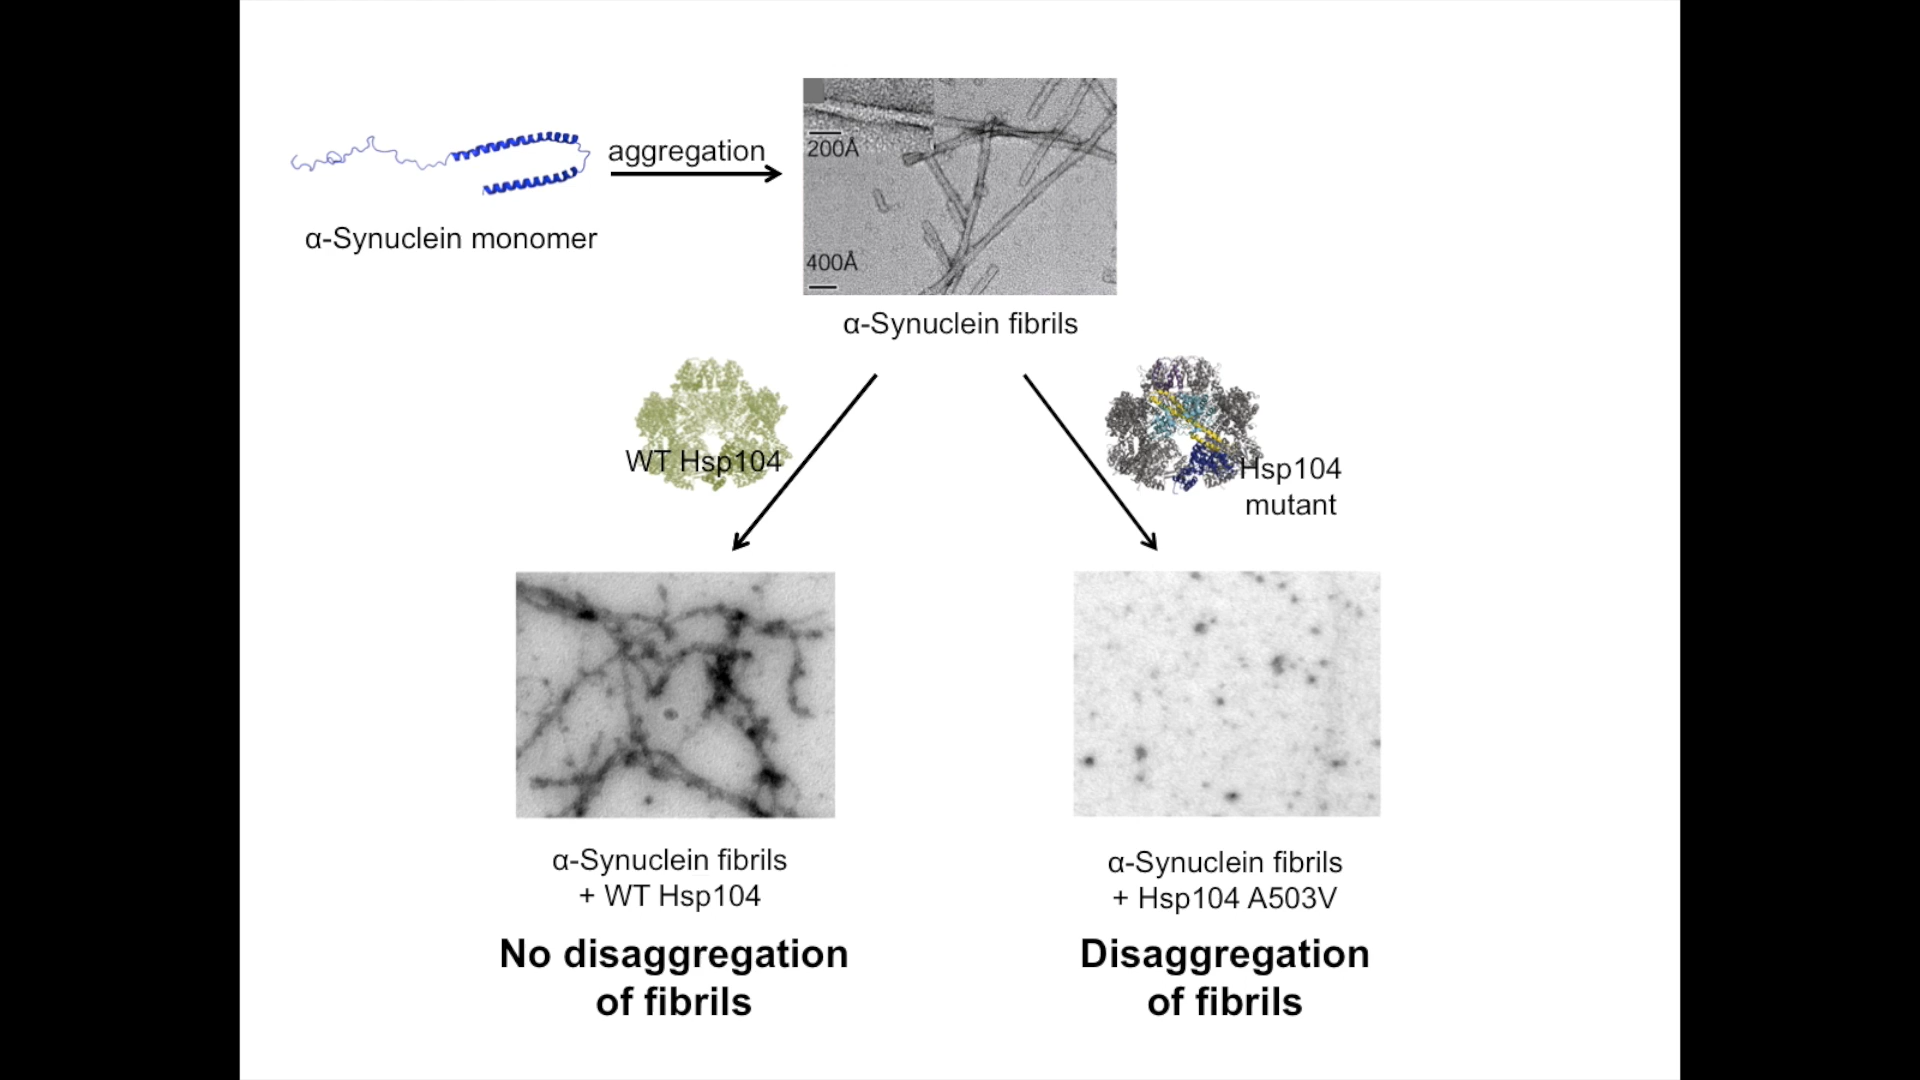 aggregation
α-Synuclein monomer
200Å
400Å
α-Synuclein fibrils
WT Hsp104
Hsp104
mutant
α-Synuclein fibrils
+ WT Hsp104
No disaggregation
of fibrils
α-Synuclein fibrils
+ Hsp104 A503V
Disaggregation
of fibrils